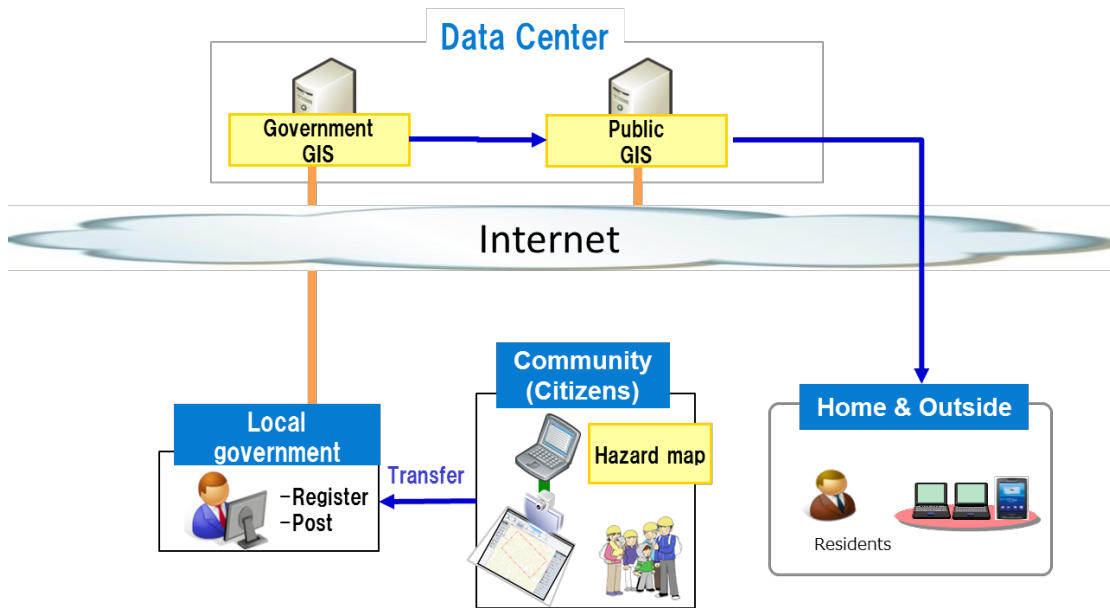 Data Center
Government
GIS
Public
GIS
Internet
Local
government
-Register
-Post
Transfer
Community
(Citizens)
Hazard map
Home & Outside
Residents